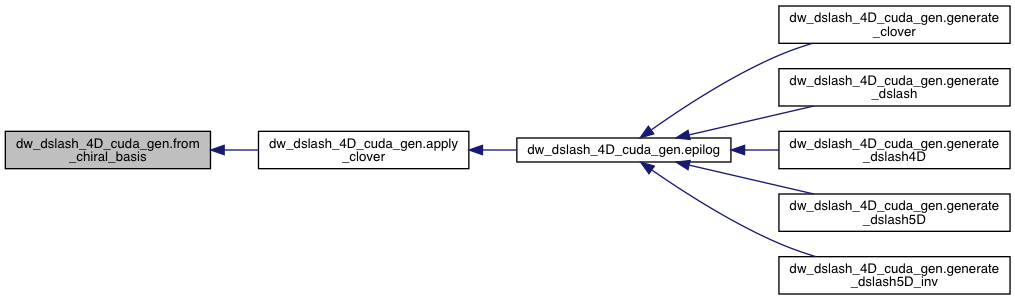 dw_dslash_4D_cuda_gen.from
_chiral_basis
dw_dslash_4D_cuda_gen.apply
_clover
dw_dslash_4D_cuda_gen.epilog
dw_dslash_4D_cuda_gen.generate
_clover
dw_dslash_4D_cuda_gen.generate
_dslash
dw_dslash_4D_cuda_gen.generate
_dslash4D
dw_dslash_4D_cuda_gen.generate
_dslash5D
dw_dslash_4D_cuda_gen.generate
_dslash5D_inv